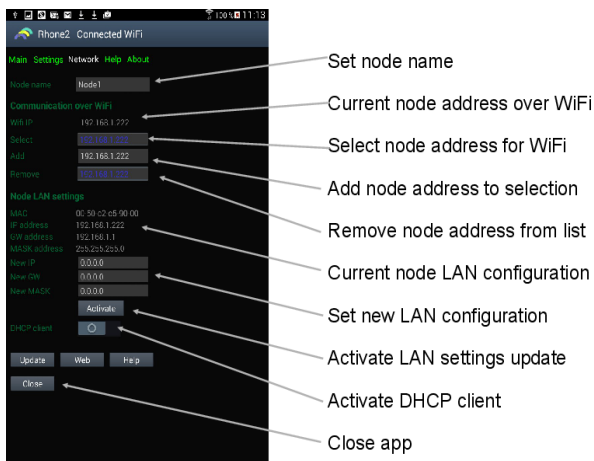 100% 11:13
Rhone2 Connected WiFi
Main Settings Network Help About
Node name Node1
Communication over WiFi
Wifi IP 192.168.1.222
Select 192.168.1.222
Add 192.168.1.222
Remove 192.168.1.222
Node LAN settings
MAC 00 50 c2 c5 90 00
IP address 192.168.1.222
GW address 192.168.1.1
MASK address 255.255.255.0
New IP 0.0.0.0
New GW 0.0.0.0
New MASK 0.0.0.0
Activate
DHCP client
Update Web Help
Close
Set node name
Current node address over WiFi
Select node address for WiFi
Add node address to selection
Remove node address from list
Current node LAN configuration
Set new LAN configuration
Activate LAN settings update
Activate DHCP client
Close app